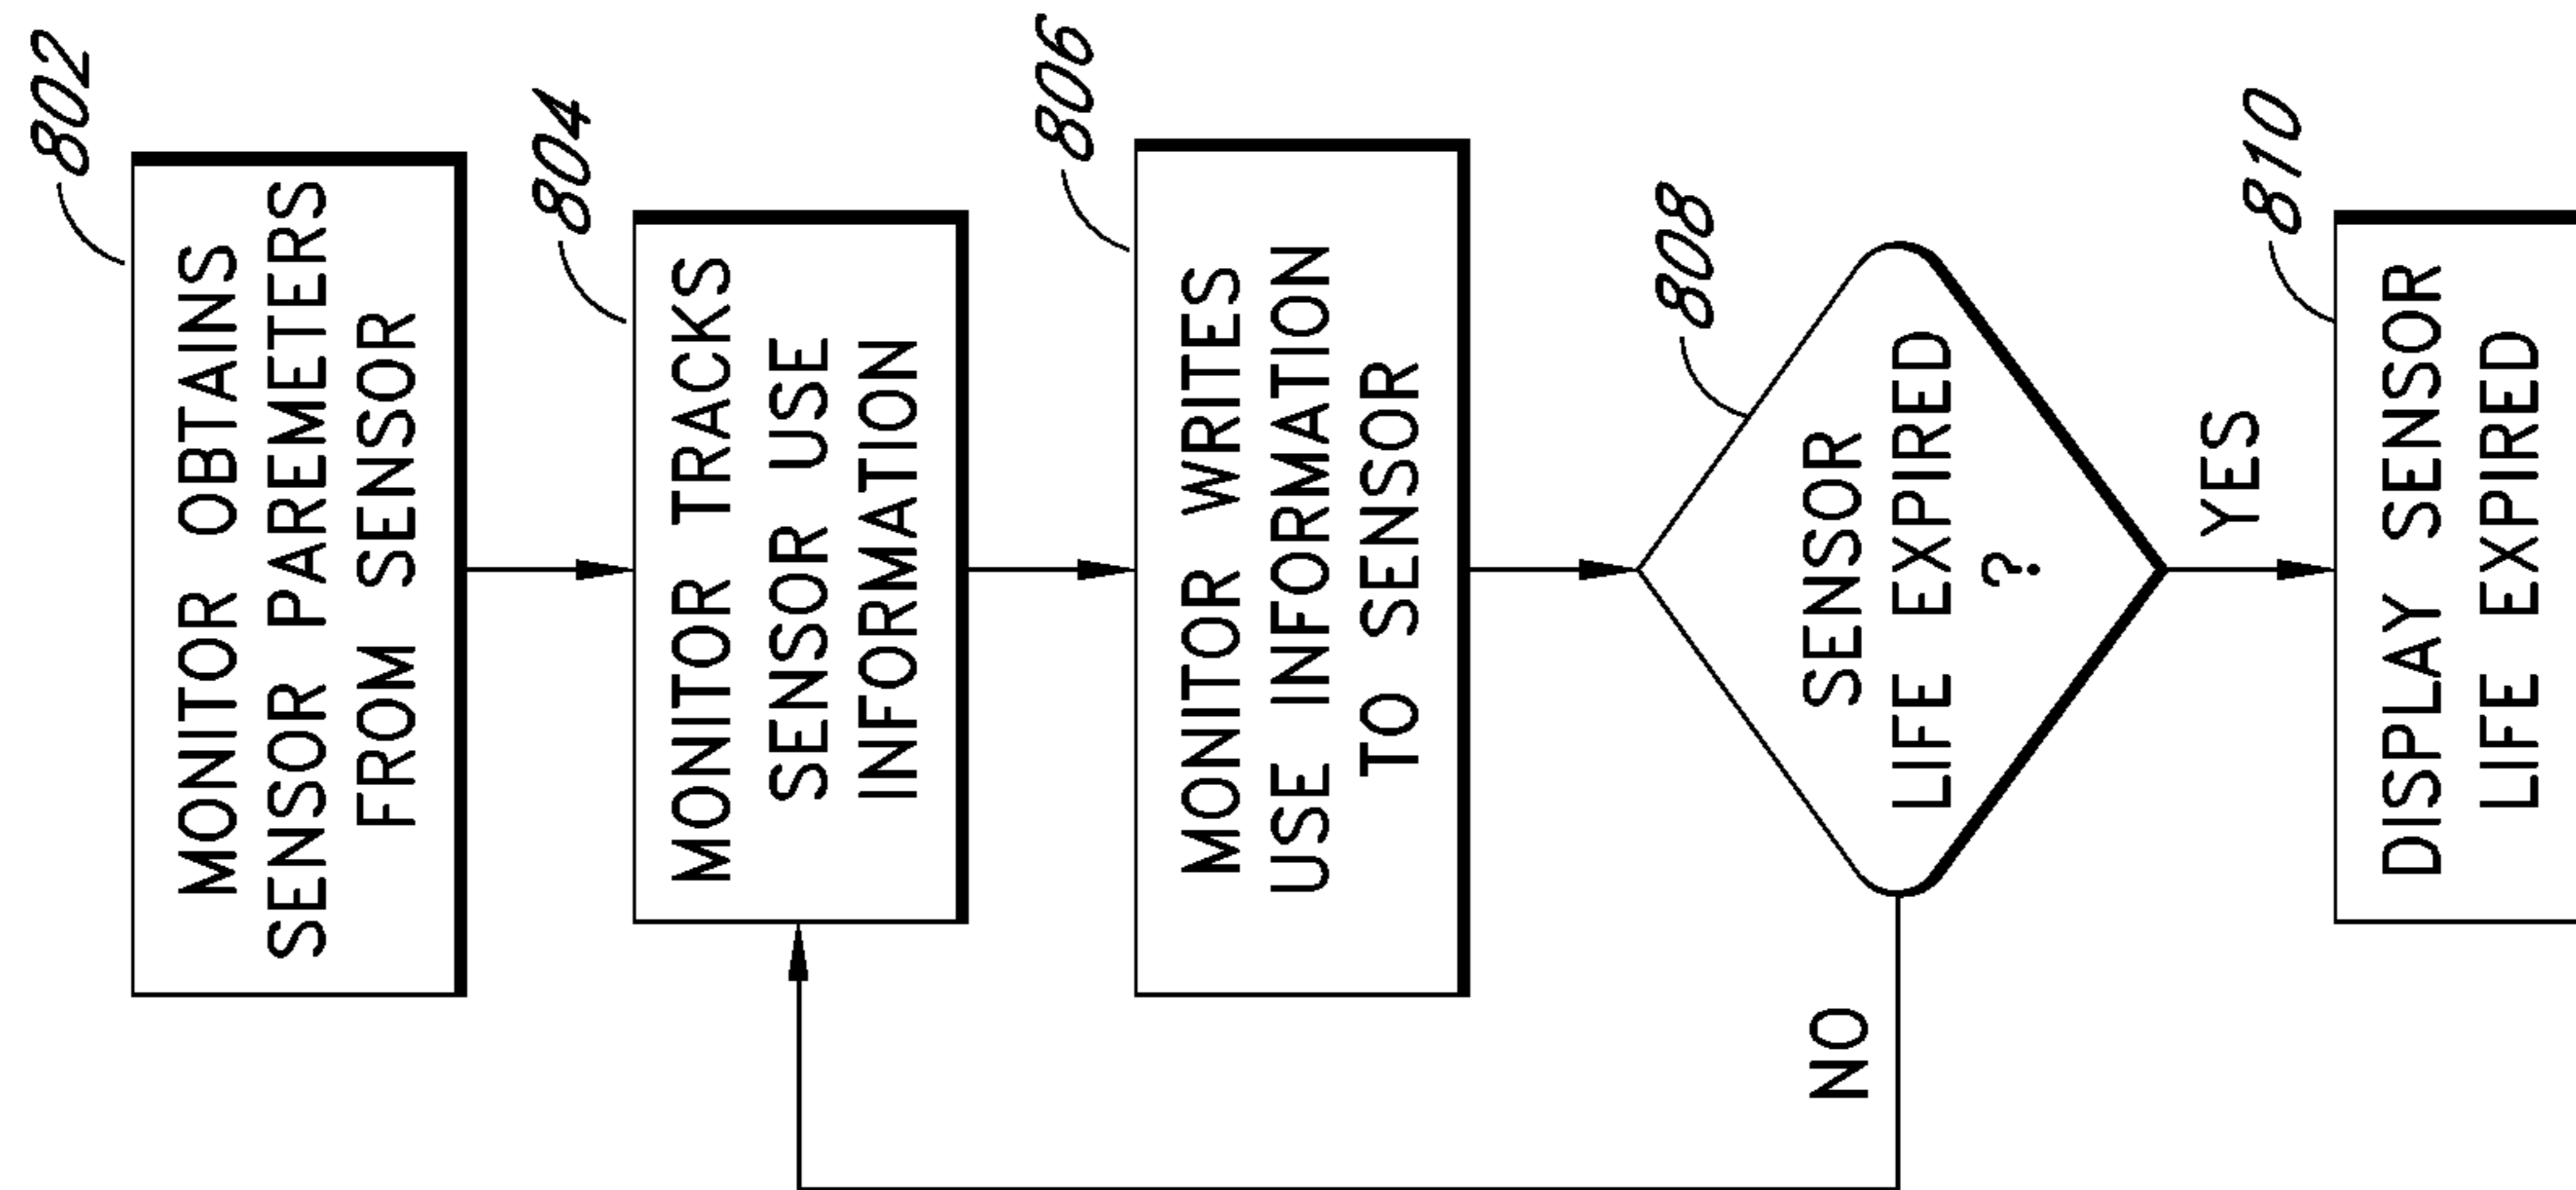 802
MONITOR OBTAINS
SENSOR PAREMETERS
FROM SENSOR
804
MONITOR TRACKS
SENSOR USE
INFORMATION
806
MONITOR WRITES
USE INFORMATION
TO SENSOR
808
SENSOR
LIFE EXPIRED
?
NO
YES
810
DISPLAY SENSOR
LIFE EXPIRED